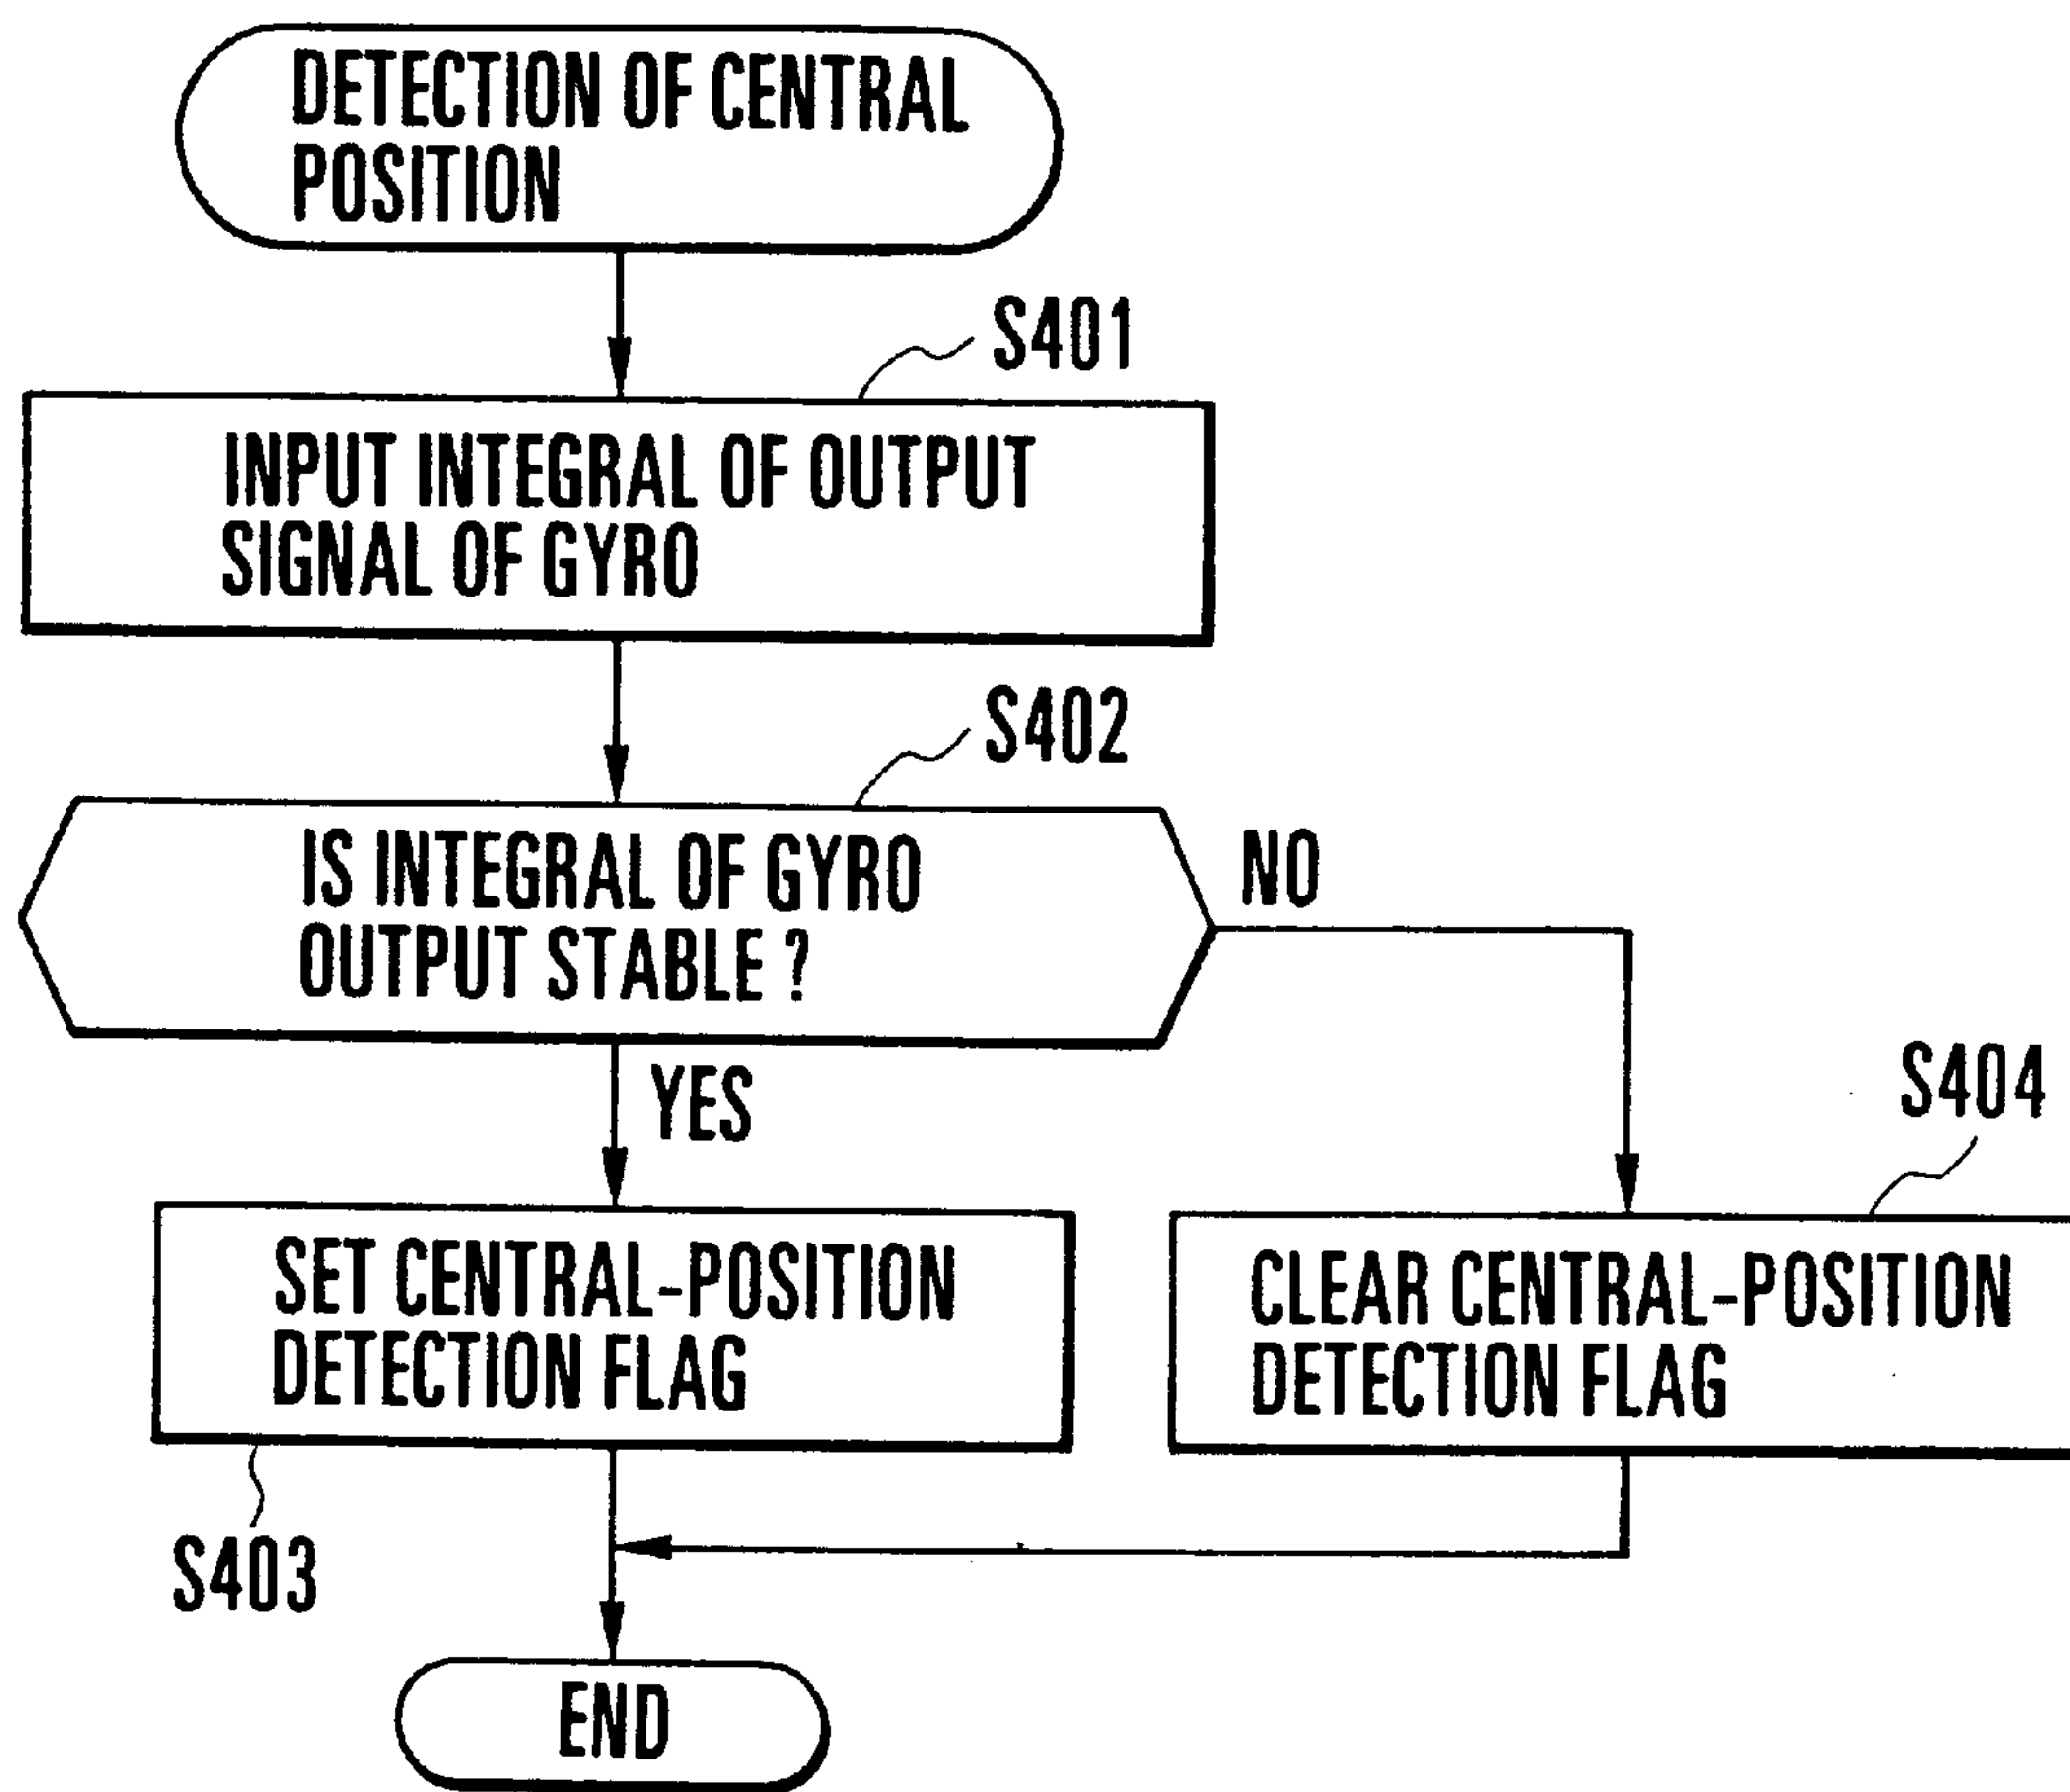 DETECTION OF CENTRAL
POSITION
S401
INPUT INTEGRAL OF OUTPUT
SIGNAL OF GYRO
S402
IS INTEGRAL OF GYRO
OUTPUT STABLE ?
NO
YES
S404
SET CENTRAL-POSITION
DETECTION FLAG
CLEAR CENTRAL-POSITION
DETECTION FLAG
S403
END